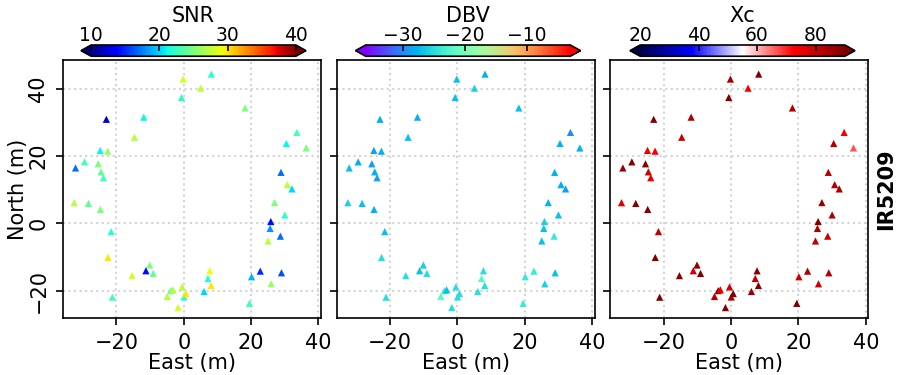 SNR DBV Xc
10 20 30 40 −30 −20 −10 20 40 60 80
40
20
0
−20
North (m)
−20 0 20 40 −20 0 20 40 −20 0 20 40
East (m) East (m) East (m)
IR5209